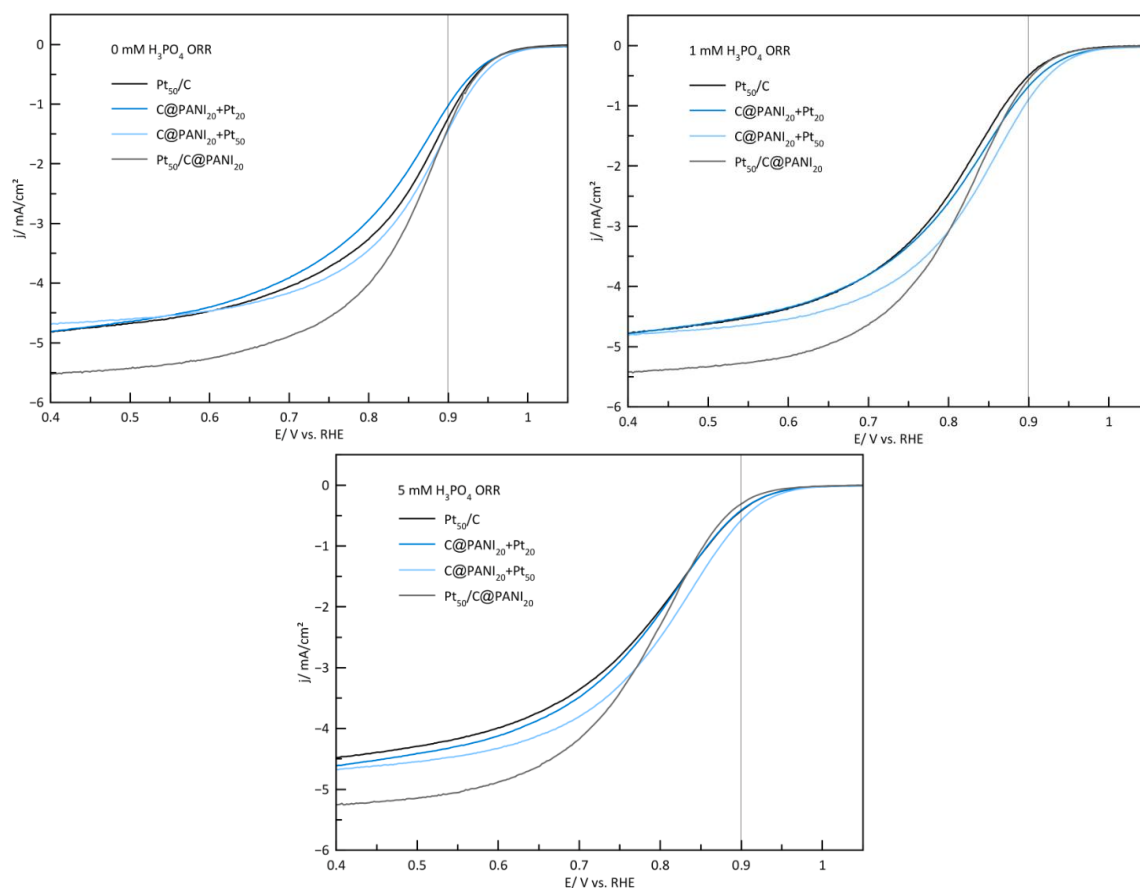 0 mM H₃PO₄ ORR
Pt₅₀/C
C@PANI₂₀+Pt₂₀
C@PANI₂₀+Pt₅₀
Pt₅₀/C@PANI₂₀
0
−1
−2
−3
−4
−5
−6
j/ mA/cm²
0.4 0.5 0.6 0.7 0.8 0.9 1
E/ V vs. RHE
1 mM H₃PO₄ ORR
Pt₅₀/C
C@PANI₂₀+Pt₂₀
C@PANI₂₀+Pt₅₀
Pt₅₀/C@PANI₂₀
0
−1
−2
−3
−4
−5
−6
j/ mA/cm²
0.4 0.5 0.6 0.7 0.8 0.9 1
E/ V vs. RHE
5 mM H₃PO₄ ORR
Pt₅₀/C
C@PANI₂₀+Pt₂₀
C@PANI₂₀+Pt₅₀
Pt₅₀/C@PANI₂₀
0
−1
−2
−3
−4
−5
−6
j/ mA/cm²
0.4 0.5 0.6 0.7 0.8 0.9 1
E/ V vs. RHE